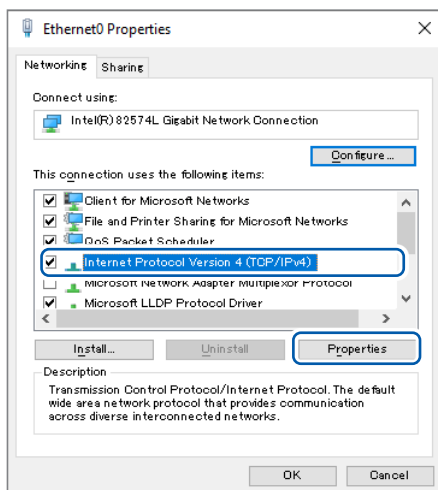 Ethernet0 Properties
Networking Sharing
Connect using:
Intel(R) 82574L Gigabit Network Connection
Configure...
This connection uses the following items:
Client for Microsoft Networks
File and Printer Sharing for Microsoft Networks
QoS Packet Scheduler
Internet Protocol Version 4 (TCP/IPv4)
Microsoft Network Adapter Multiplexor Protocol
Microsoft LLDP Protocol Driver
Install... Uninstall Properties
Description
Transmission Control Protocol/Internet Protocol. The default
wide area network protocol that provides communication
across diverse interconnected networks.
OK Cancel